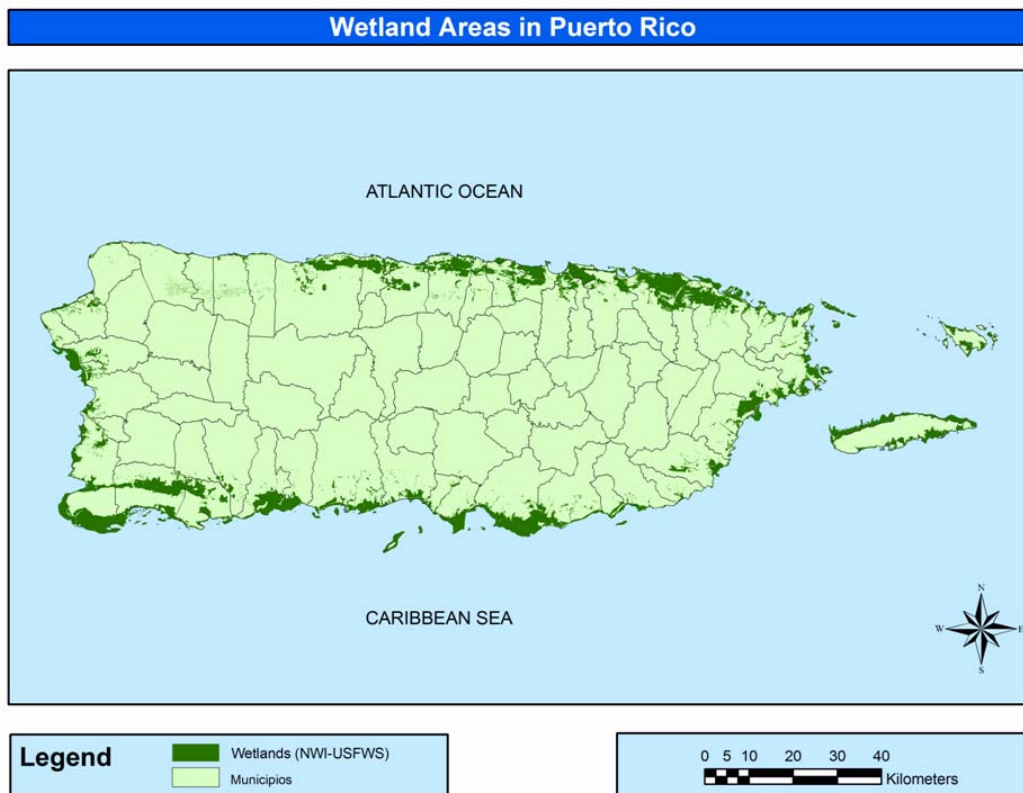 Wetland Areas in Puerto Rico
ATLANTIC OCEAN
CARIBBEAN SEA
N
W E
S
Legend
Wetlands (NWI-USFWS)
Municipios
0 5 10 20 30 40
Kilometers